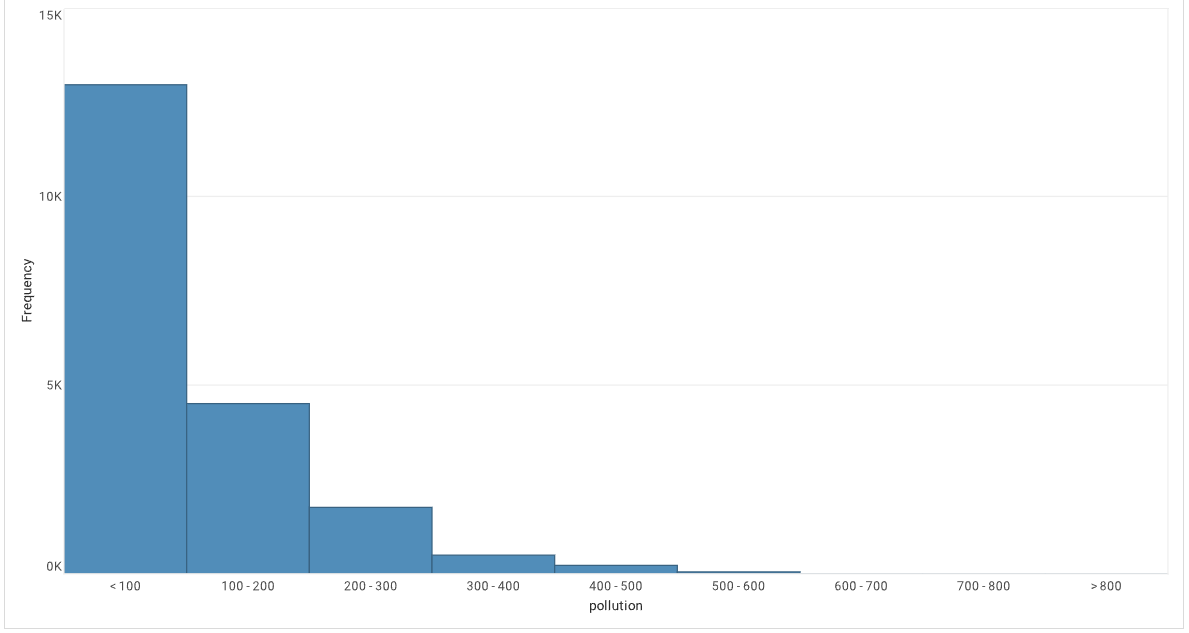 15K
10K
Frequency
5K
0K
< 100
100 - 200
200 - 300
300 - 400
400 - 500
500 - 600
600 - 700
700 - 800
> 800
pollution